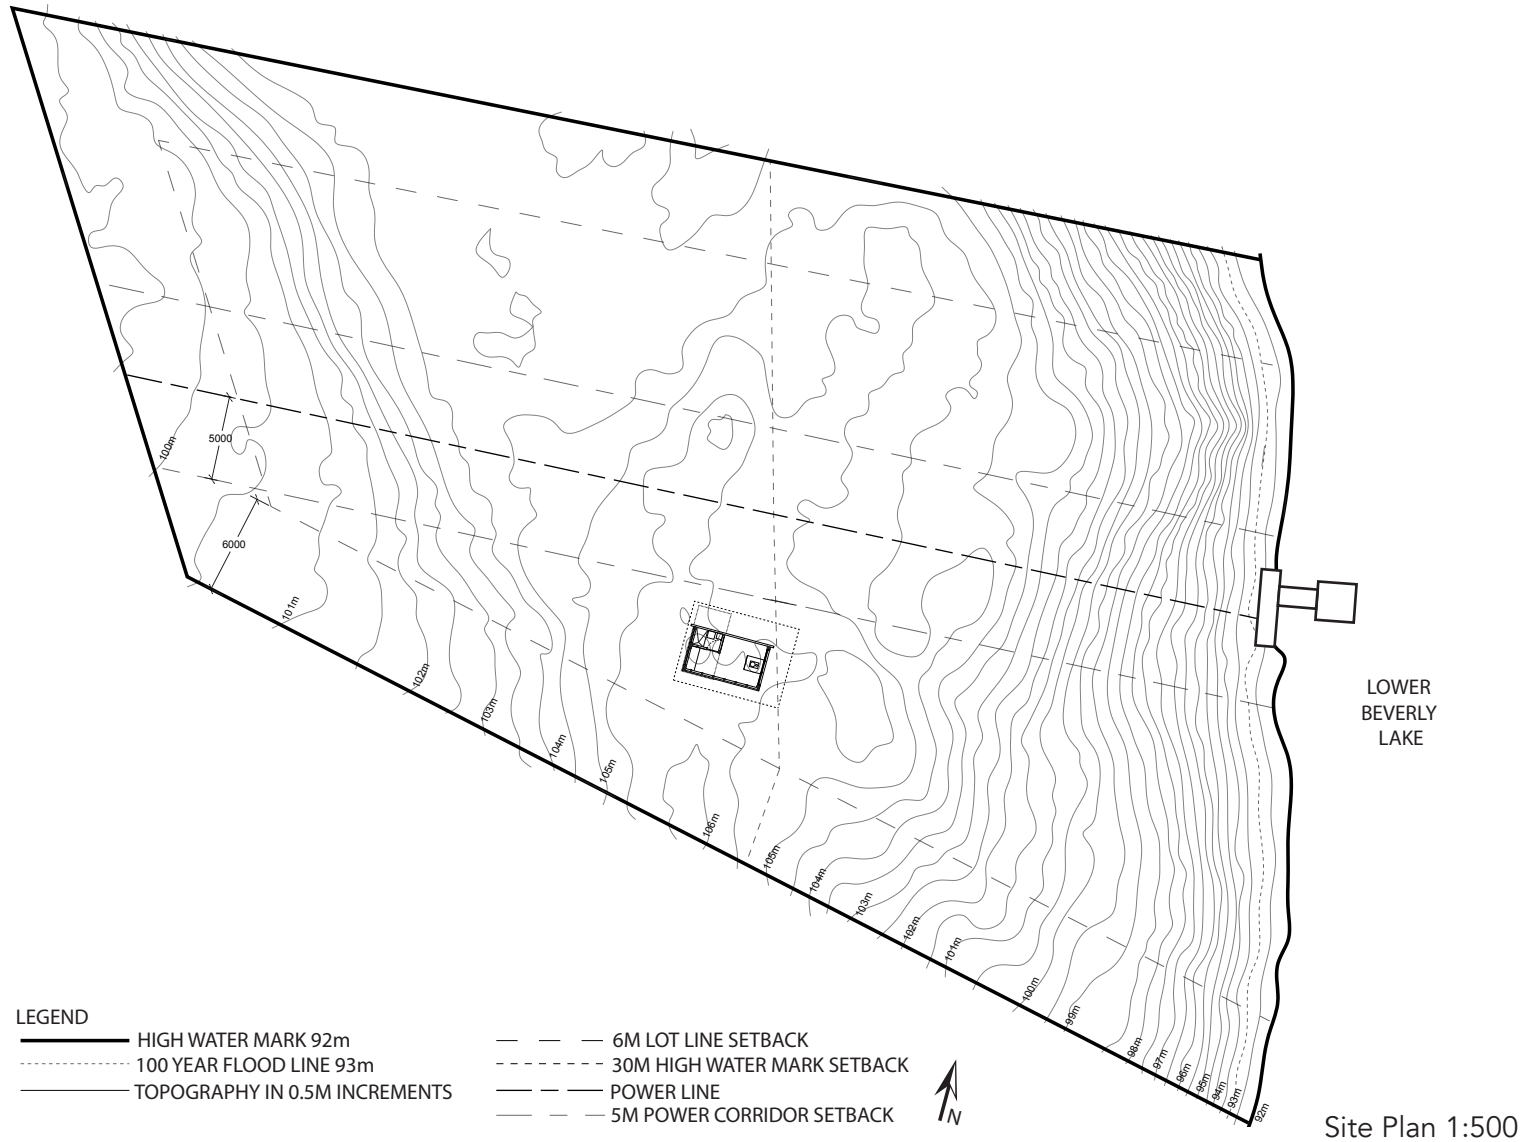 5000
6000
100m
101m
102m
103m
104m
105m
106m
105m
104m
103m
102m
101m
100m
99m
98m
97m
96m
95m
94m
93m
92m
LOWER
BEVERLY
LAKE
LEGEND
HIGH WATER MARK 92m
100 YEAR FLOOD LINE 93m
TOPOGRAPHY IN 0.5M INCREMENTS
6M LOT LINE SETBACK
30M HIGH WATER MARK SETBACK
POWER LINE
5M POWER CORRIDOR SETBACK
N
Site Plan 1:500